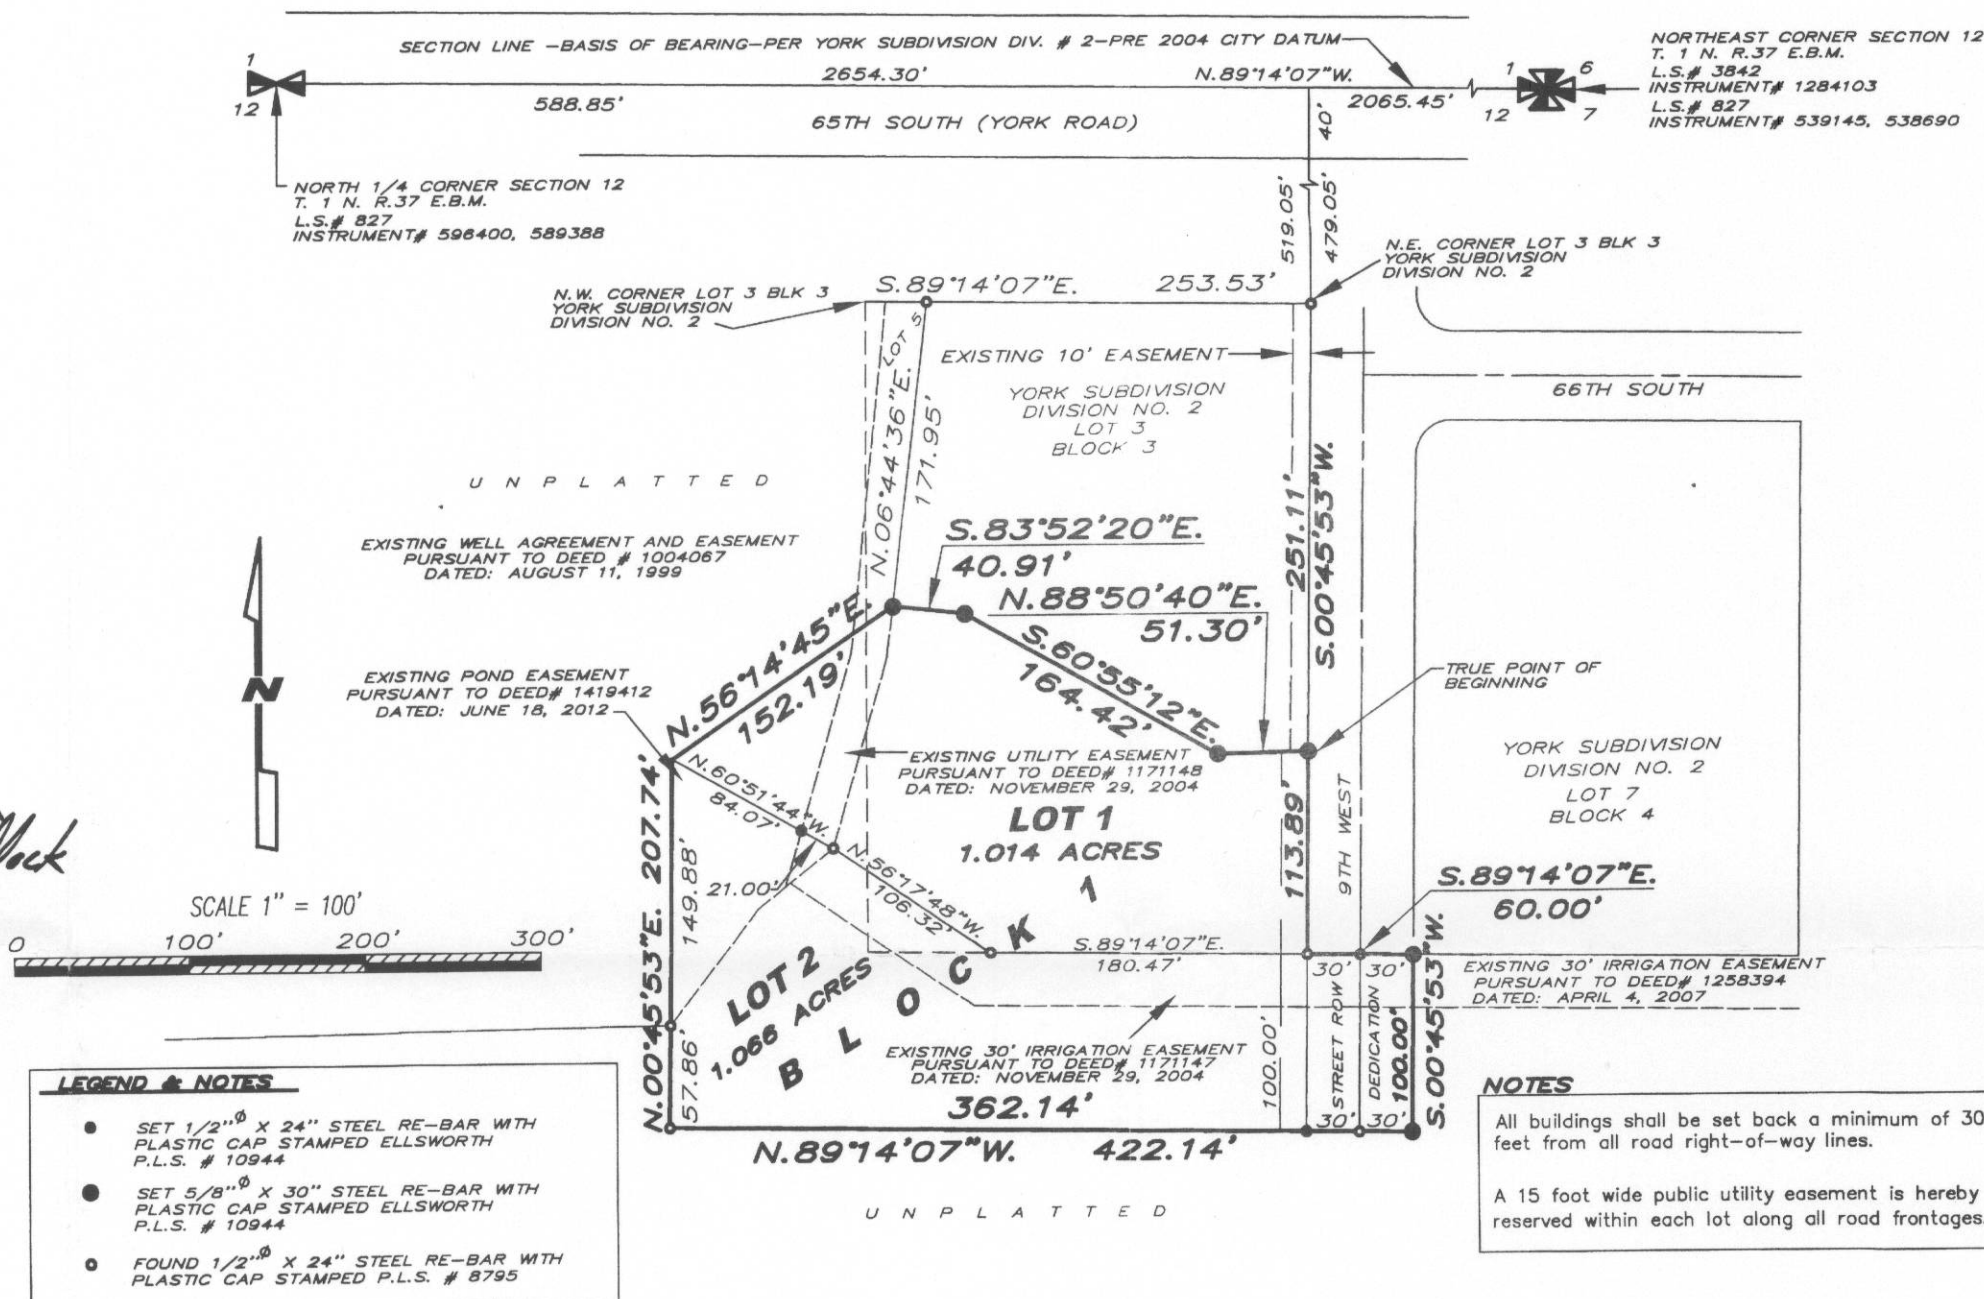 SECTION LINE -BASIS OF BEARING-PER YORK SUBDIVISION DIV. # 2-PRE 2004 CITY DATUM
1
12
2654.30'
N.89°14'07"W.
588.85'
2065.45'
65TH SOUTH (YORK ROAD)
40'
1
6
12
7
NORTHEAST CORNER SECTION 12
T. 1 N. R.37 E.B.M.
L.S.# 3842
INSTRUMENT# 1284103
L.S.# 827
INSTRUMENT# 539145, 538690
NORTH 1/4 CORNER SECTION 12
T. 1 N. R.37 E.B.M.
L.S.# 827
INSTRUMENT# 596400, 589388
519.05'
479.05'
N.E. CORNER LOT 3 BLK 3
YORK SUBDIVISION
DIVISION NO. 2
N.W. CORNER LOT 3 BLK 3
YORK SUBDIVISION
DIVISION NO. 2
S.89°14'07"E. 253.53'
LOT 5
EXISTING 10' EASEMENT
YORK SUBDIVISION
DIVISION NO. 2
LOT 3
BLOCK 3
66TH SOUTH
N.06°44'36"E.
171.95'
UNPLATTED
251.11'
S.00°45'53"W.
EXISTING WELL AGREEMENT AND EASEMENT
PURSUANT TO DEED # 1004067
DATED: AUGUST 11, 1999
S.83°52'20"E.
40.91'
N.88°50'40"E.
51.30'
N.56°14'45"E.
152.19'
S.60°55'12"E.
164.42'
N
EXISTING POND EASEMENT
PURSUANT TO DEED# 1419412
DATED: JUNE 18, 2012
TRUE POINT OF
BEGINNING
EXISTING UTILITY EASEMENT
PURSUANT TO DEED# 1171148
DATED: NOVEMBER 29, 2004
YORK SUBDIVISION
DIVISION NO. 2
LOT 7
BLOCK 4
N.60°51'44"W.
84.07'
LOT 1
1.014 ACRES
113.89'
9TH WEST
N.00°45'53"E. 207.74'
149.88'
21.00'
N.56°17'48"W.
106.32'
S.89°14'07"E.
60.00'
SCALE 1" = 100'
0 100' 200' 300'
S.89°14'07"E.
180.47'
30' 30'
LOT 2
1.066 ACRES
BLOCK 1
EXISTING 30' IRRIGATION EASEMENT
PURSUANT TO DEED# 1258394
DATED: APRIL 4, 2007
57.86'
EXISTING 30' IRRIGATION EASEMENT
PURSUANT TO DEED# 1171147
DATED: NOVEMBER 29, 2004
100.00'
STREET ROW
DEDICATION
100.00'
S.00°45'53"W.
362.14'
30' 30'
N.89°14'07"W. 422.14'
UNPLATTED
LEGEND & NOTES
SET 1/2"Ø X 24" STEEL RE-BAR WITH
PLASTIC CAP STAMPED ELLSWORTH
P.L.S. # 10944
SET 5/8"Ø X 30" STEEL RE-BAR WITH
PLASTIC CAP STAMPED ELLSWORTH
P.L.S. # 10944
FOUND 1/2"Ø X 24" STEEL RE-BAR WITH
PLASTIC CAP STAMPED P.L.S. # 8795
NOTES
All buildings shall be set back a minimum of 30
feet from all road right-of-way lines.
A 15 foot wide public utility easement is hereby
reserved within each lot along all road frontages.